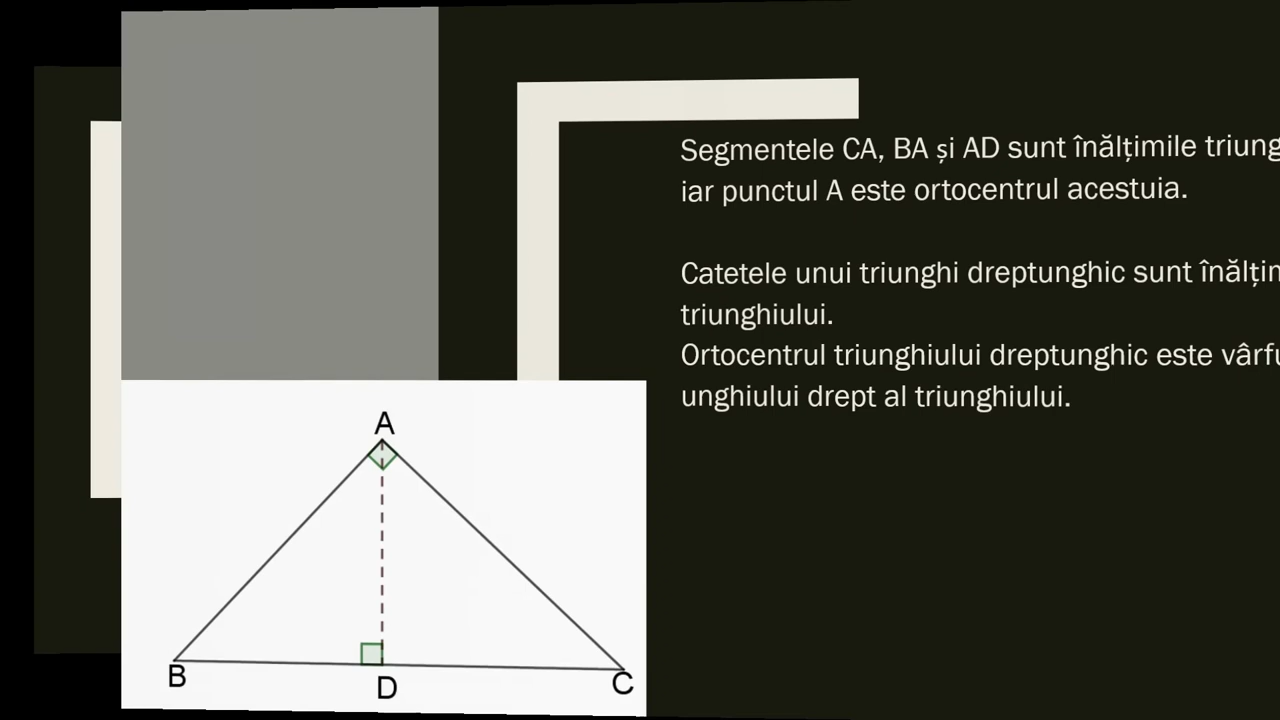 Segmentele CA, BA și AD sunt înălțimile
iar punctul A este ortocentrul acestuia.
Catetele unui triunghi dreptunghic sunt
triunghiului.
Ortocentrul triunghiului dreptunghic este
unghiului drept al triunghiului.
A
B
D
C